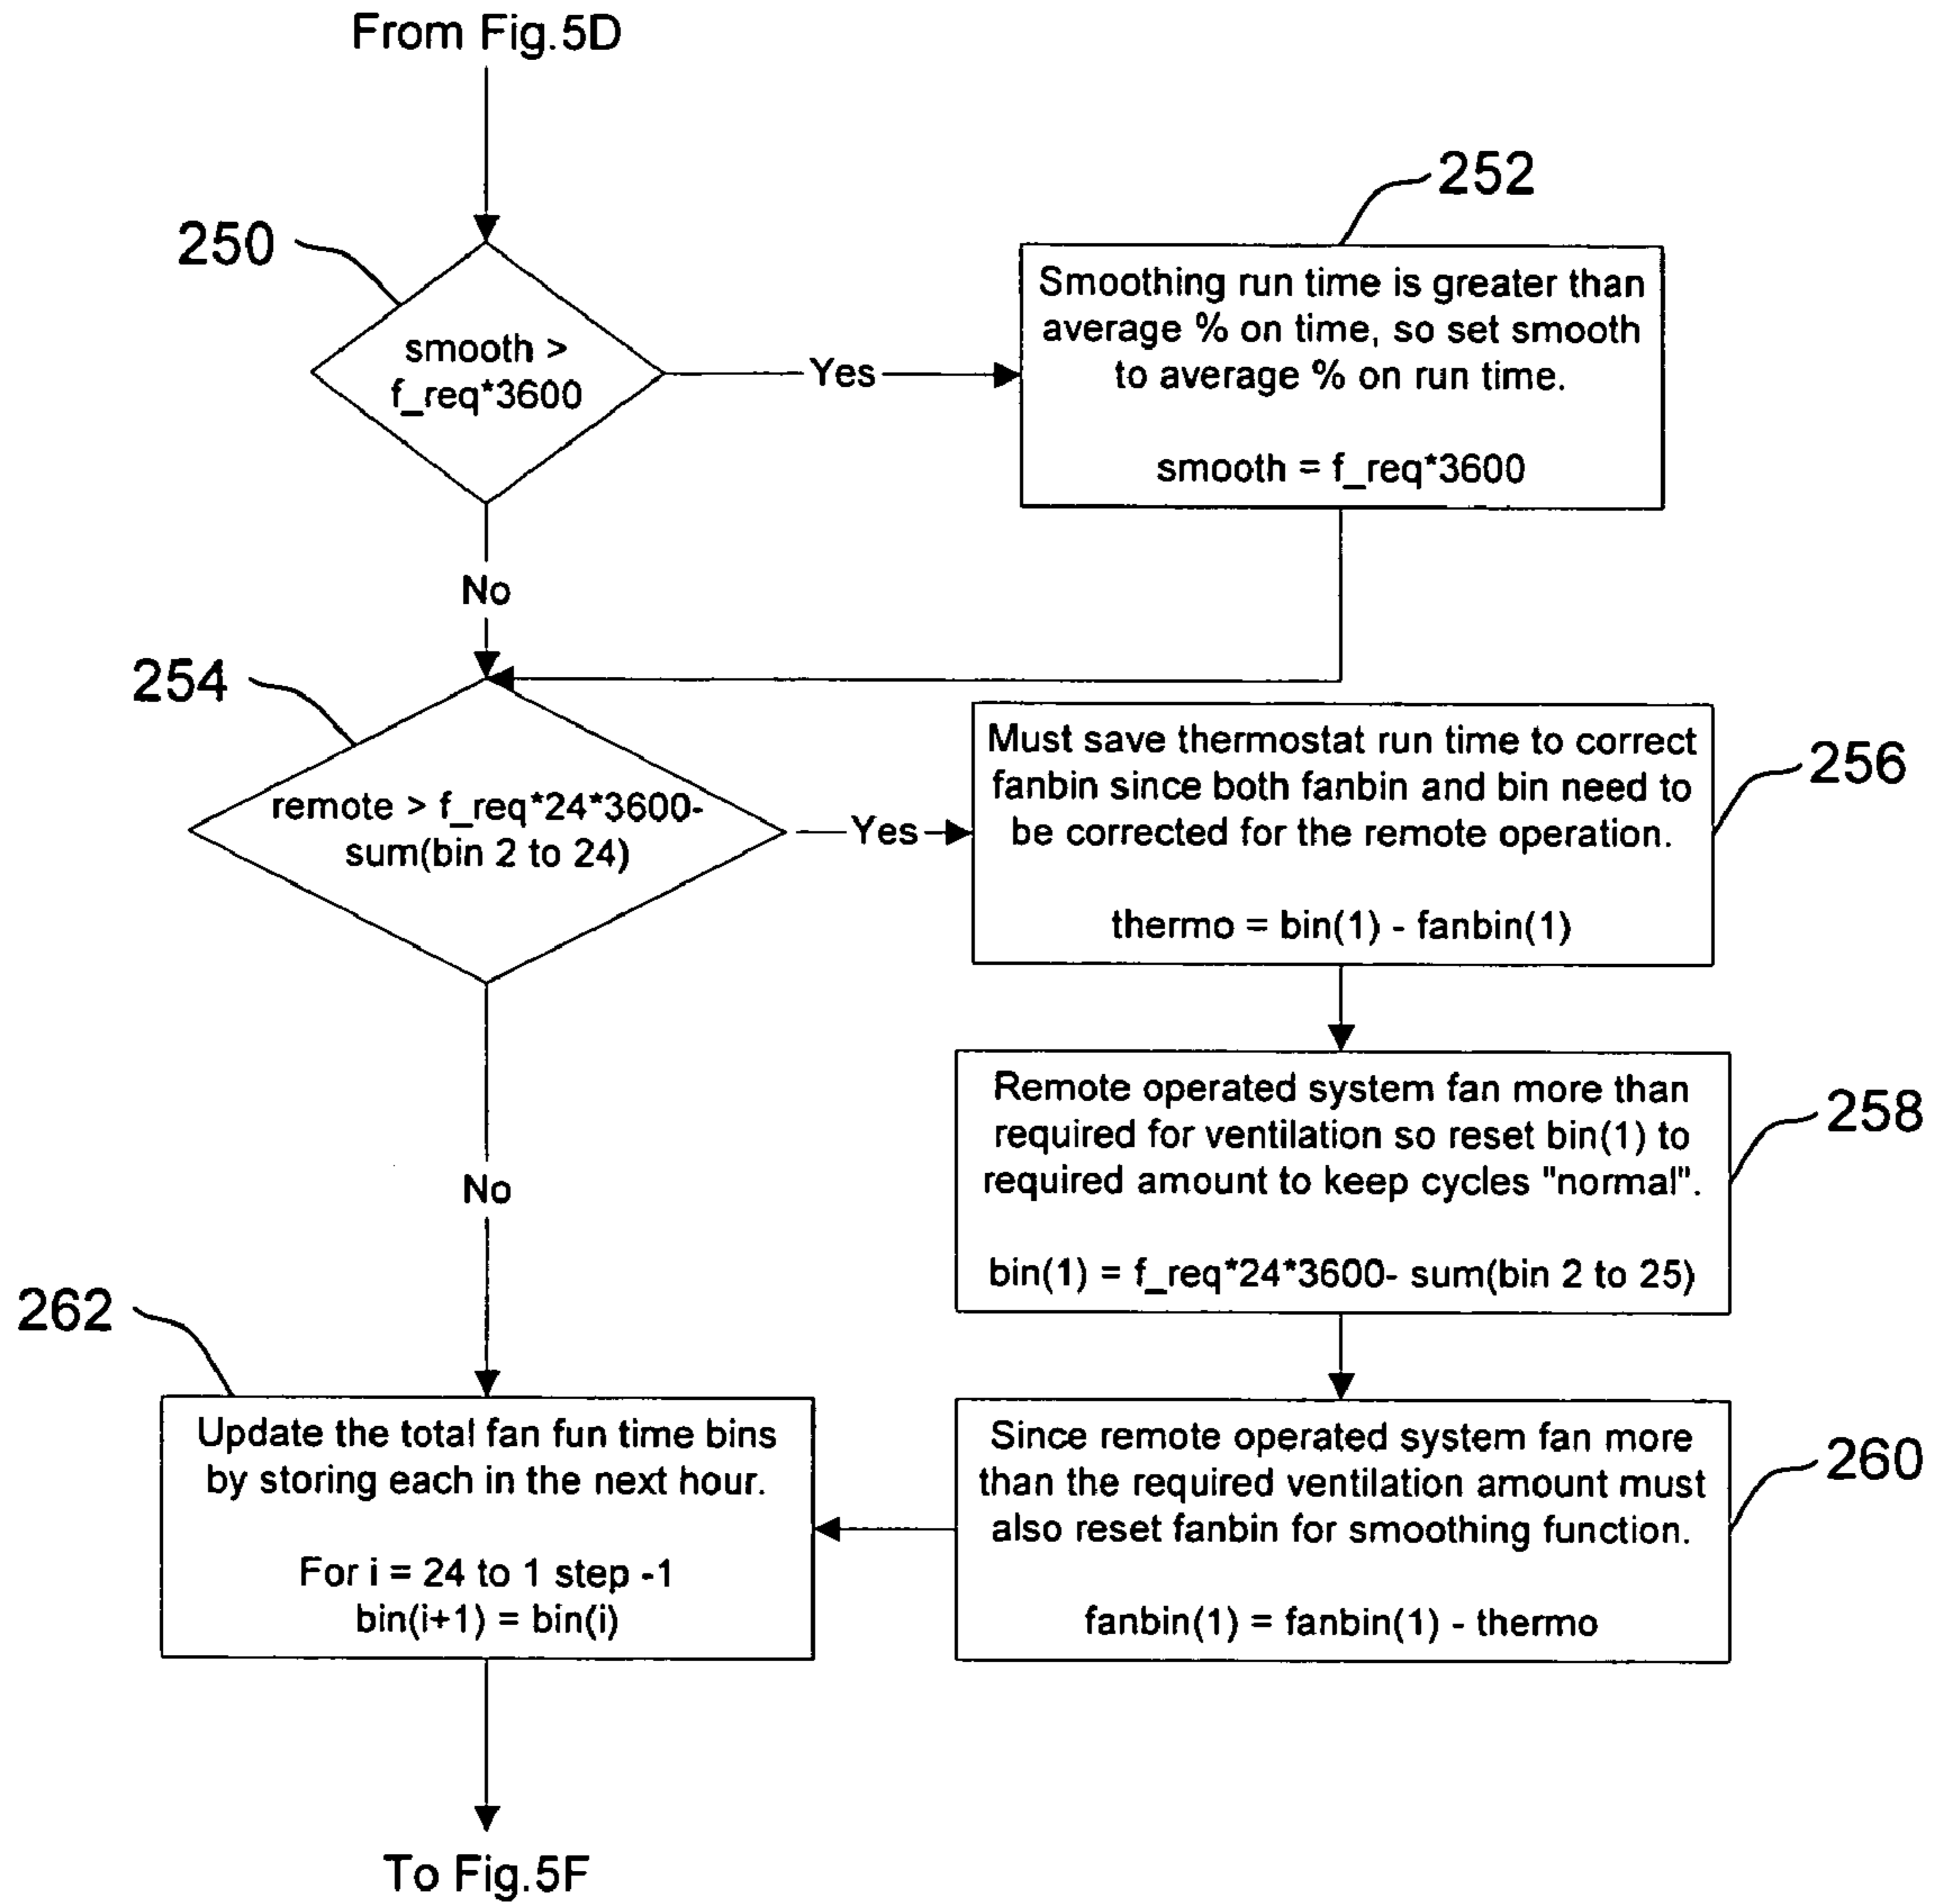 From Fig.5D
250
smooth >
f_req*3600
Yes
252
Smoothing run time is greater than
average % on time, so set smooth
to average % on run time.
smooth = f_req*3600
No
254
remote > f_req*24*3600-
sum(bin 2 to 24)
Yes
Must save thermostat run time to correct
fanbin since both fanbin and bin need to
be corrected for the remote operation.
thermo = bin(1) - fanbin(1)
256
Remote operated system fan more than
required for ventilation so reset bin(1) to
required amount to keep cycles "normal".
bin(1) = f_req*24*3600- sum(bin 2 to 25)
258
No
262
Update the total fan fun time bins
by storing each in the next hour.
For i = 24 to 1 step -1
bin(i+1) = bin(i)
Since remote operated system fan more
than the required ventilation amount must
also reset fanbin for smoothing function.
fanbin(1) = fanbin(1) - thermo
260
To Fig.5F